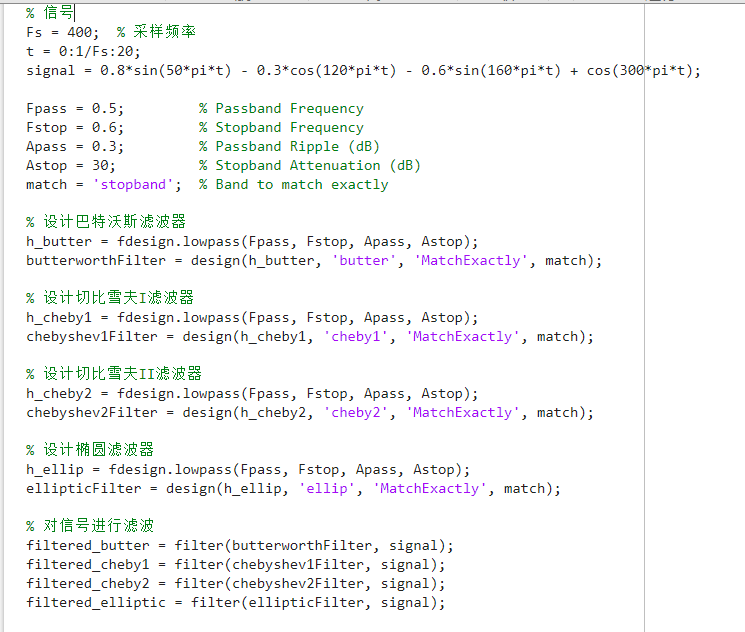 % 信号
Fs = 400;  % 采样频率
t = 0:1/Fs:20;
signal = 0.8*sin(50*pi*t) - 0.3*cos(120*pi*t) - 0.6*sin(160*pi*t) + cos(300*pi*t);
Fpass = 0.5;         % Passband Frequency
Fstop = 0.6;         % Stopband Frequency
Apass = 0.3;         % Passband Ripple (dB)
Astop = 30;          % Stopband Attenuation (dB)
match = 'stopband';  % Band to match exactly
% 设计巴特沃斯滤波器
h_butter = fdesign.lowpass(Fpass, Fstop, Apass, Astop);
butterworthFilter = design(h_butter, 'butter', 'MatchExactly', match);
% 设计切比雪夫I滤波器
h_cheby1 = fdesign.lowpass(Fpass, Fstop, Apass, Astop);
chebyshev1Filter = design(h_cheby1, 'cheby1', 'MatchExactly', match);
% 设计切比雪夫II滤波器
h_cheby2 = fdesign.lowpass(Fpass, Fstop, Apass, Astop);
chebyshev2Filter = design(h_cheby2, 'cheby2', 'MatchExactly', match);
% 设计椭圆滤波器
h_ellip = fdesign.lowpass(Fpass, Fstop, Apass, Astop);
ellipticFilter = design(h_ellip, 'ellip', 'MatchExactly', match);
% 对信号进行滤波
filtered_butter = filter(butterworthFilter, signal);
filtered_cheby1 = filter(chebyshev1Filter, signal);
filtered_cheby2 = filter(chebyshev2Filter, signal);
filtered_elliptic = filter(ellipticFilter, signal);